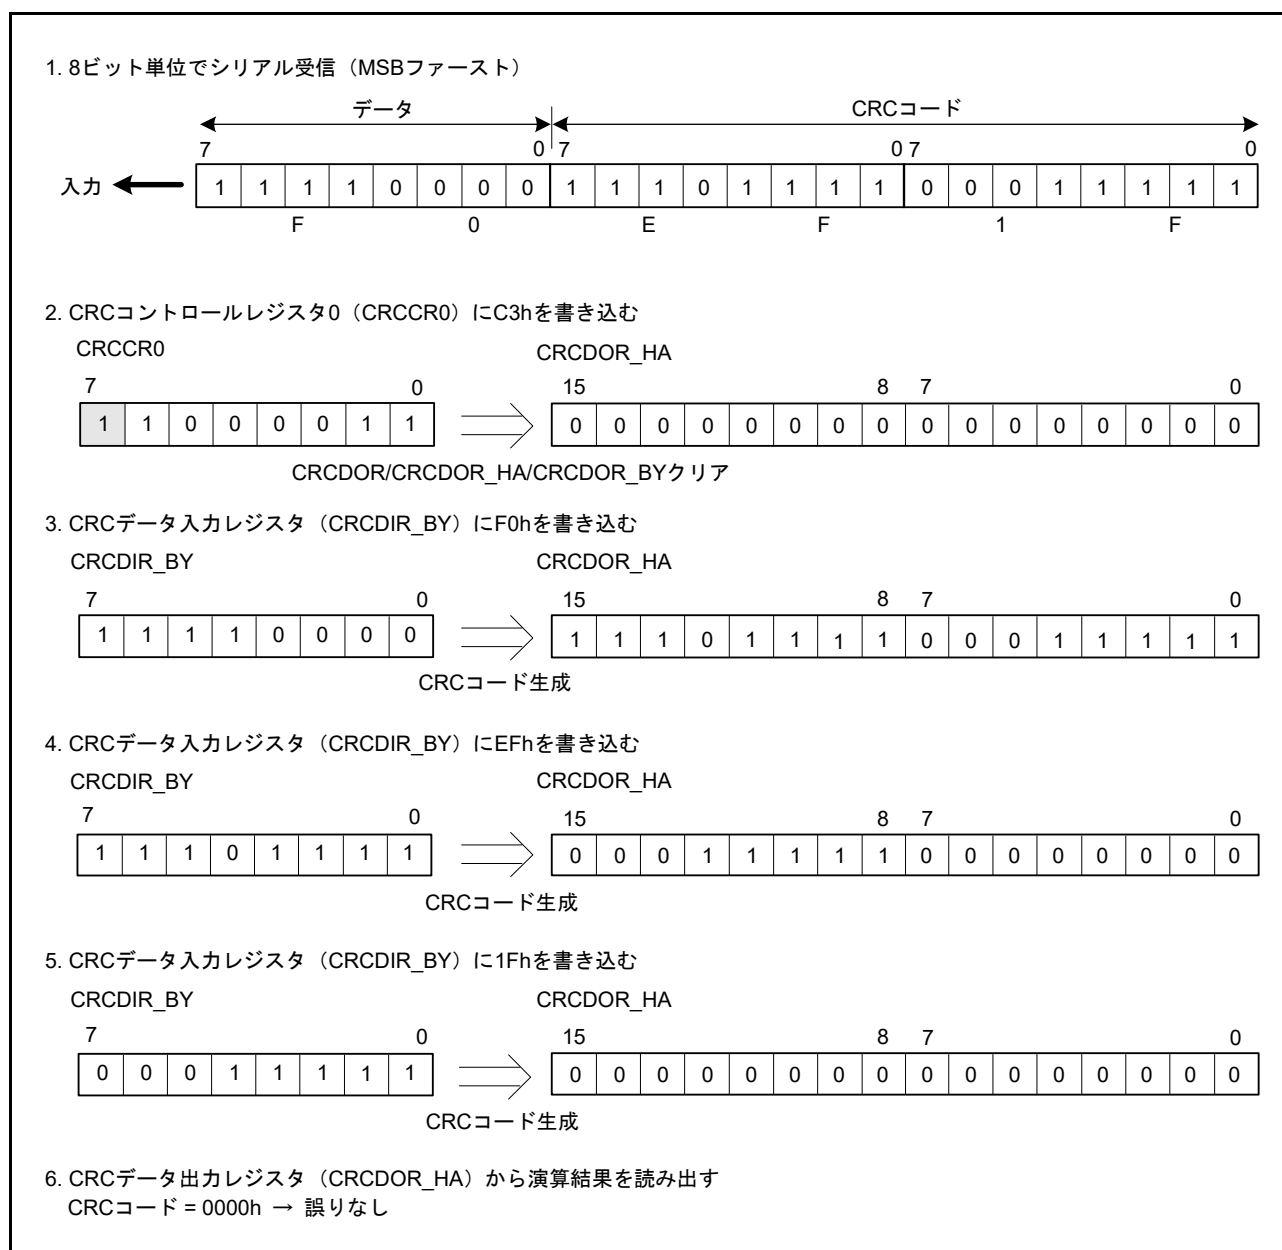 1. 8ビット単位でシリアル受信（MSBファースト）
データ CRCコード
7 0 7 0 7 0
入力 1 1 1 1 0 0 0 0 1 1 1 0 1 1 1 1 0 0 0 1 1 1 1 1
F 0 E F 1 F
2. CRCコントロールレジスタ0（CRCCR0）にC3hを書き込む
CRCCR0 CRCDOR_HA
7 0 15 8 7 0
1 1 0 0 0 0 1 1 0 0 0 0 0 0 0 0 0 0 0 0 0 0 0 0
CRCDOR/CRCDOR_HA/CRCDOR_BYクリア
3. CRCデータ入力レジスタ（CRCDIR_BY）にF0hを書き込む
CRCDIR_BY CRCDOR_HA
7 0 15 8 7 0
1 1 1 1 0 0 0 0 1 1 1 0 1 1 1 1 0 0 0 1 1 1 1 1
CRCコード生成
4. CRCデータ入力レジスタ（CRCDIR_BY）にEFhを書き込む
CRCDIR_BY CRCDOR_HA
7 0 15 8 7 0
1 1 1 0 1 1 1 1 0 0 0 1 1 1 1 1 0 0 0 0 0 0 0 0
CRCコード生成
5. CRCデータ入力レジスタ（CRCDIR_BY）に1Fhを書き込む
CRCDIR_BY CRCDOR_HA
7 0 15 8 7 0
0 0 0 1 1 1 1 1 0 0 0 0 0 0 0 0 0 0 0 0 0 0 0 0
CRCコード生成
6. CRCデータ出力レジスタ（CRCDOR_HA）から演算結果を読み出す
CRCコード = 0000h → 誤りなし